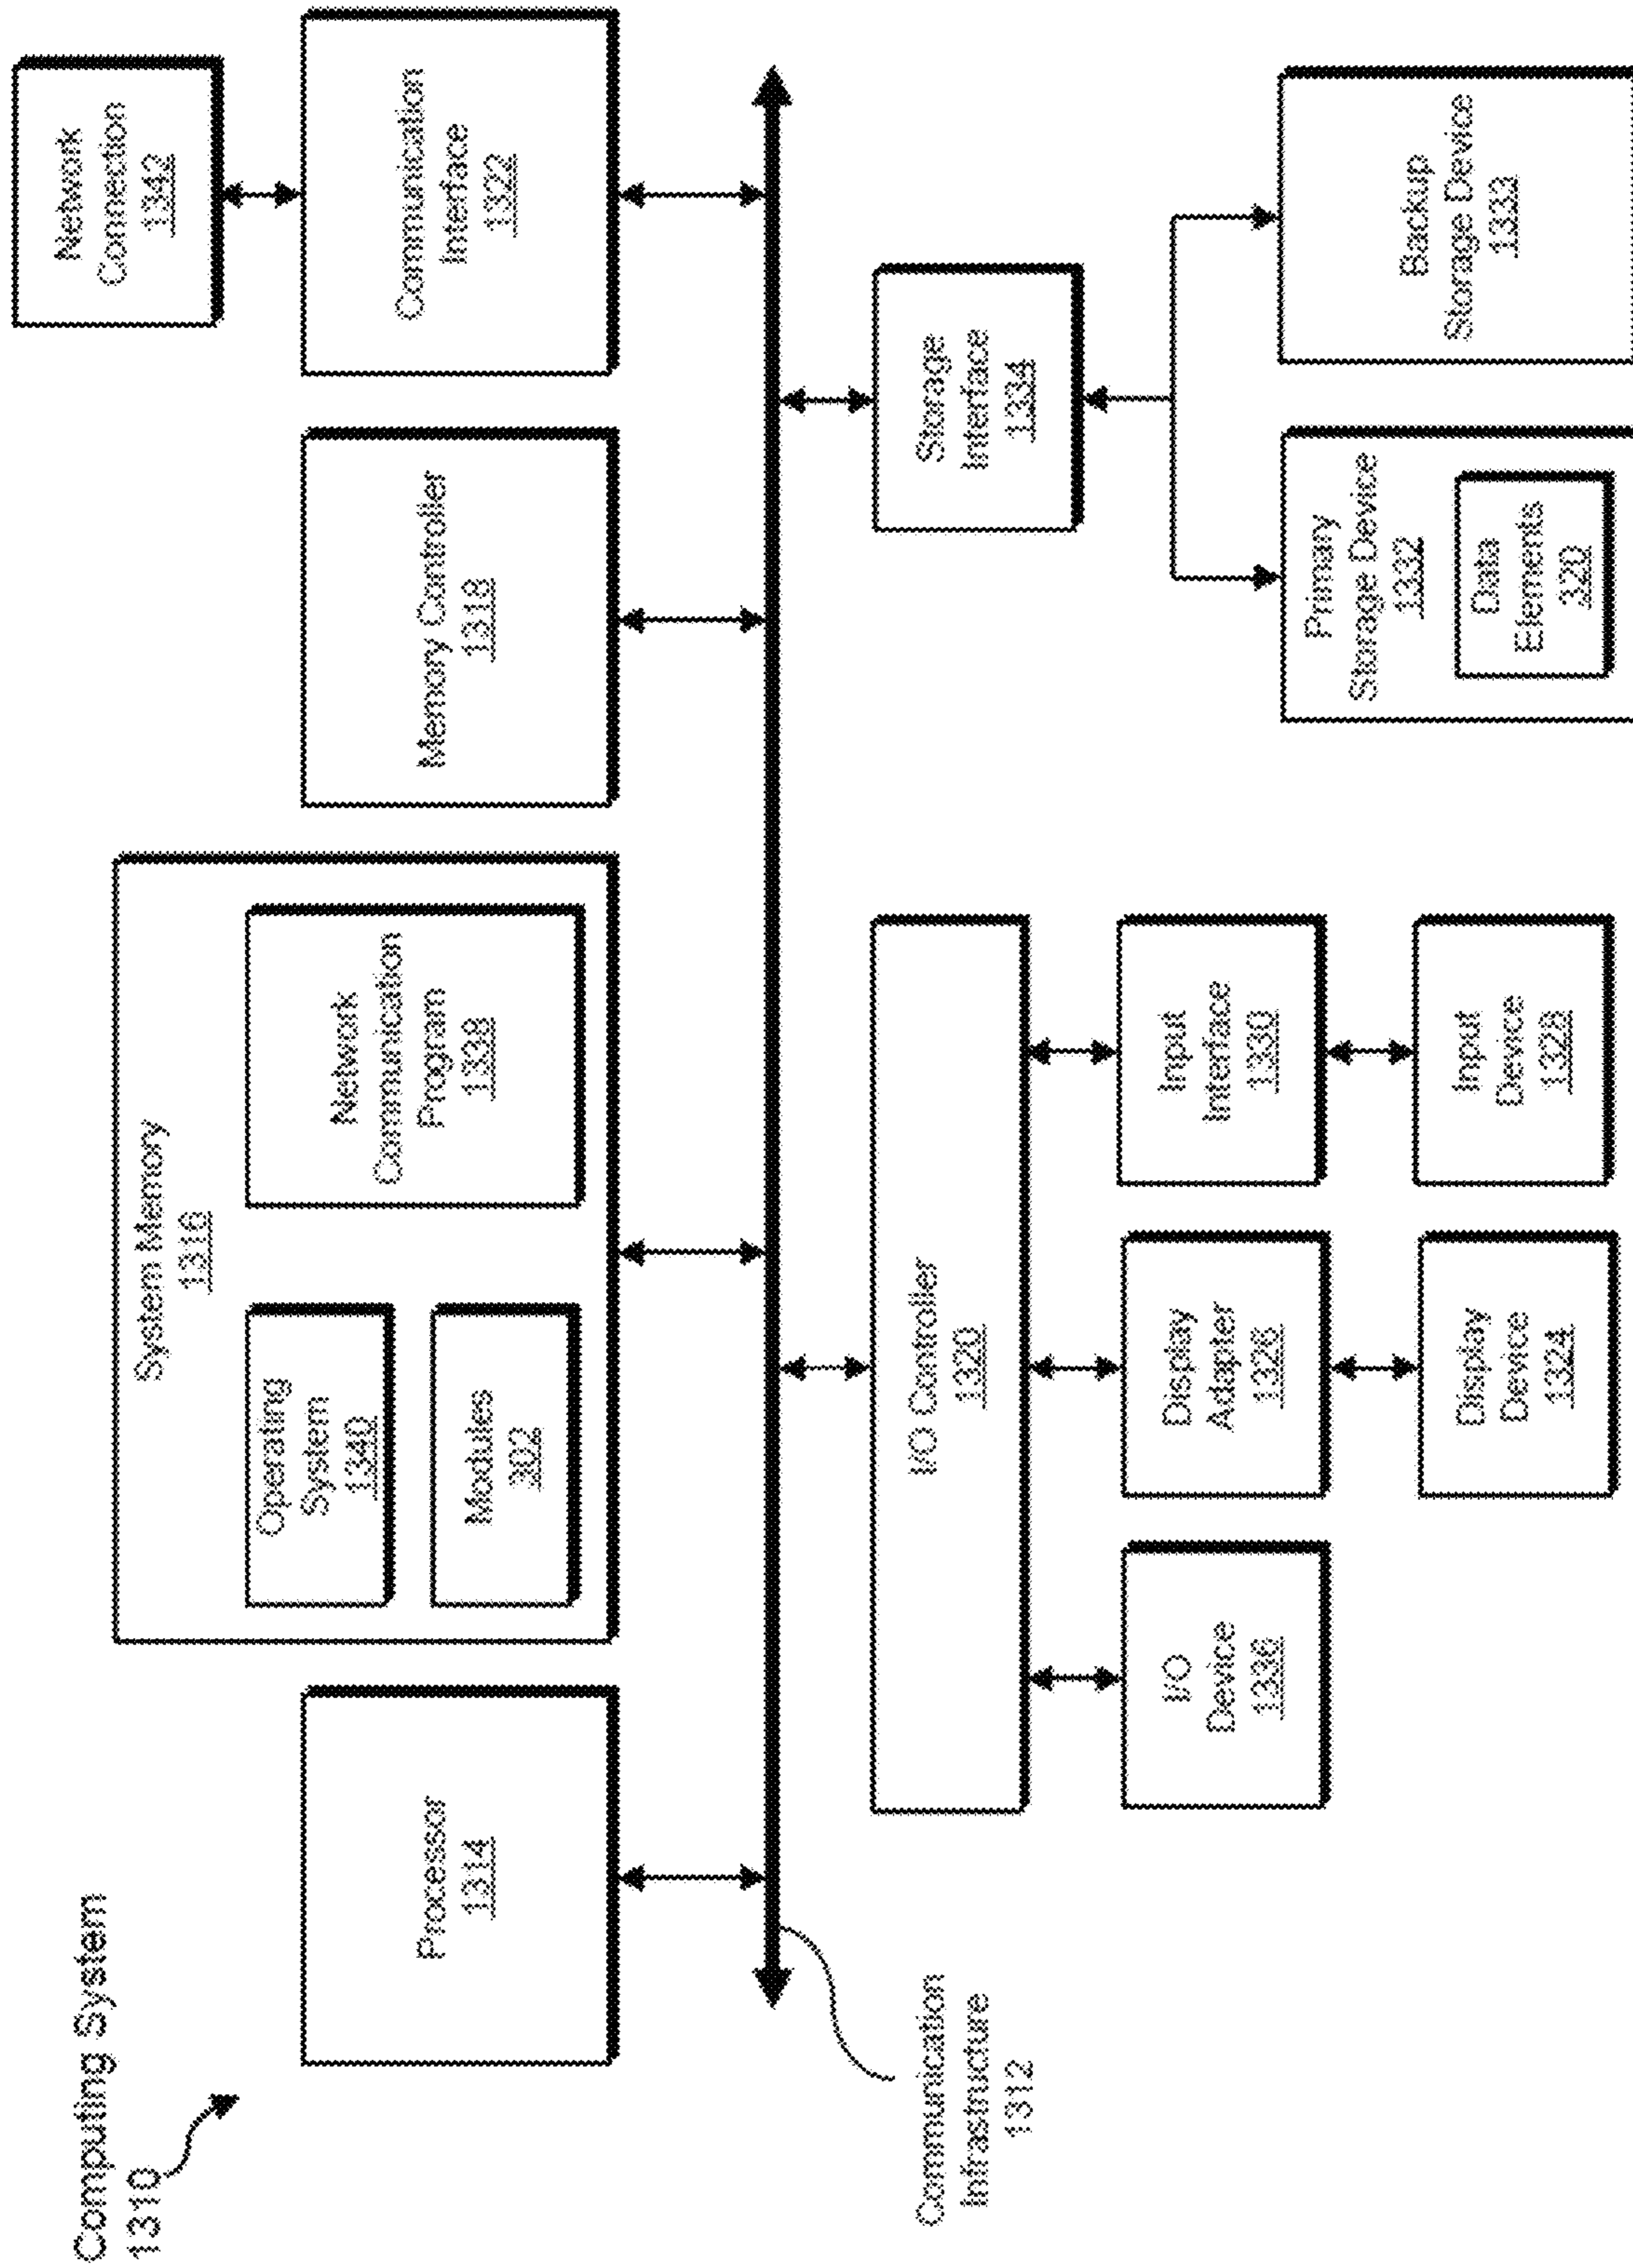 Computing System
1310
Processor
1314
System Memory
1316
Operating
System
1340
Modules
302
Network
Communication
Program
1338
Memory Controller
1318
Communication
Interface
1322
Network
Connection
1342
Communication
Infrastructure
1312
I/O Controller
1320
I/O
Device
1336
Display
Adapter
1326
Display
Device
1324
Input
Interface
1330
Input
Device
1328
Storage
Interface
1334
Primary
Storage Device
1332
Data
Elements
320
Backup
Storage Device
1333